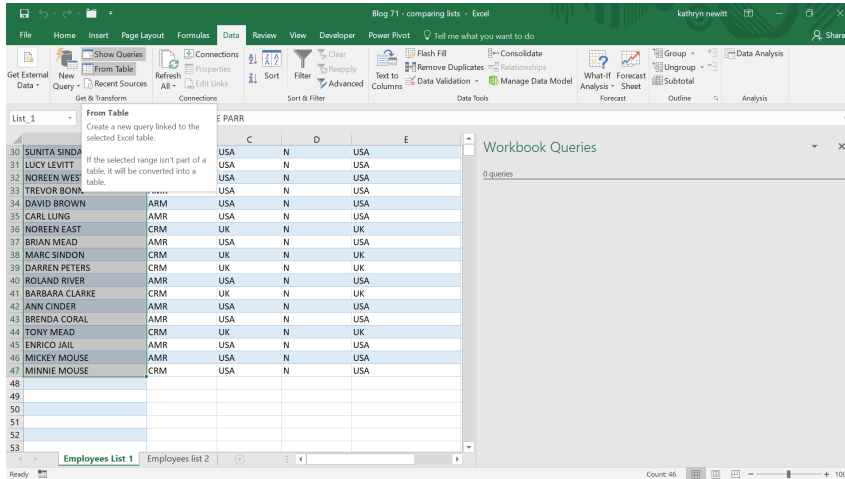 Blog 71 - comparing lists - Excel
kathryn newitt
File Home Insert Page Layout Formulas Data Review View Developer Power Pivot Tell me what you want to do Share
Get External Data
New Query
Show Queries
From Table
Recent Sources
Get & Transform
Refresh All
Connections
Properties
Edit Links
Connections
Sort
Filter
Clear
Reapply
Advanced
Sort & Filter
Text to Columns
Flash Fill
Remove Duplicates
Data Validation
Consolidate
Relationships
Manage Data Model
Data Tools
What-If Analysis
Forecast Sheet
Forecast
Group
Ungroup
Subtotal
Outline
Data Analysis
Analysis
List_1
E PARR
From Table
Create a new query linked to the
selected Excel table.
If the selected range isn't part of a
table, it will be converted into a
table.
C D E
30 SUNITA SINDA USA N USA
31 LUCY LEVITT USA N USA
32 NOREEN WES USA N USA
33 TREVOR BONN USA N USA
34 DAVID BROWN ARM USA N USA
35 CARL LUNG AMR USA N USA
36 NOREEN EAST CRM UK N UK
37 BRIAN MEAD AMR USA N USA
38 MARC SINDON CRM UK N UK
39 DARREN PETERS CRM UK N UK
40 ROLAND RIVER AMR USA N USA
41 BARBARA CLARKE CRM UK N UK
42 ANN CINDER AMR USA N USA
43 BRENDA CORAL AMR USA N USA
44 TONY MEAD CRM UK N UK
45 ENRICO JAIL AMR USA N USA
46 MICKEY MOUSE AMR USA N USA
47 MINNIE MOUSE CRM USA N USA
48
49
50
51
52
53
Workbook Queries
0 queries
Employees List 1 Employees list 2
Ready
Count: 46
100